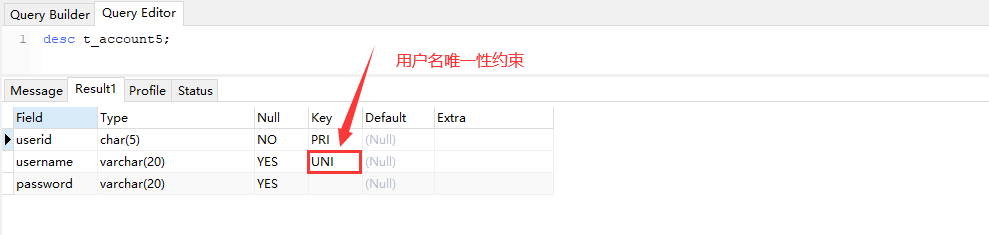 Query Builder Query Editor
1 desc t_account5;
用户名唯一性约束
Message Result1 Profile Status
Field Type Null Key Default Extra
userid char(5) NO PRI (Null)
username varchar(20) YES UNI (Null)
password varchar(20) YES (Null)